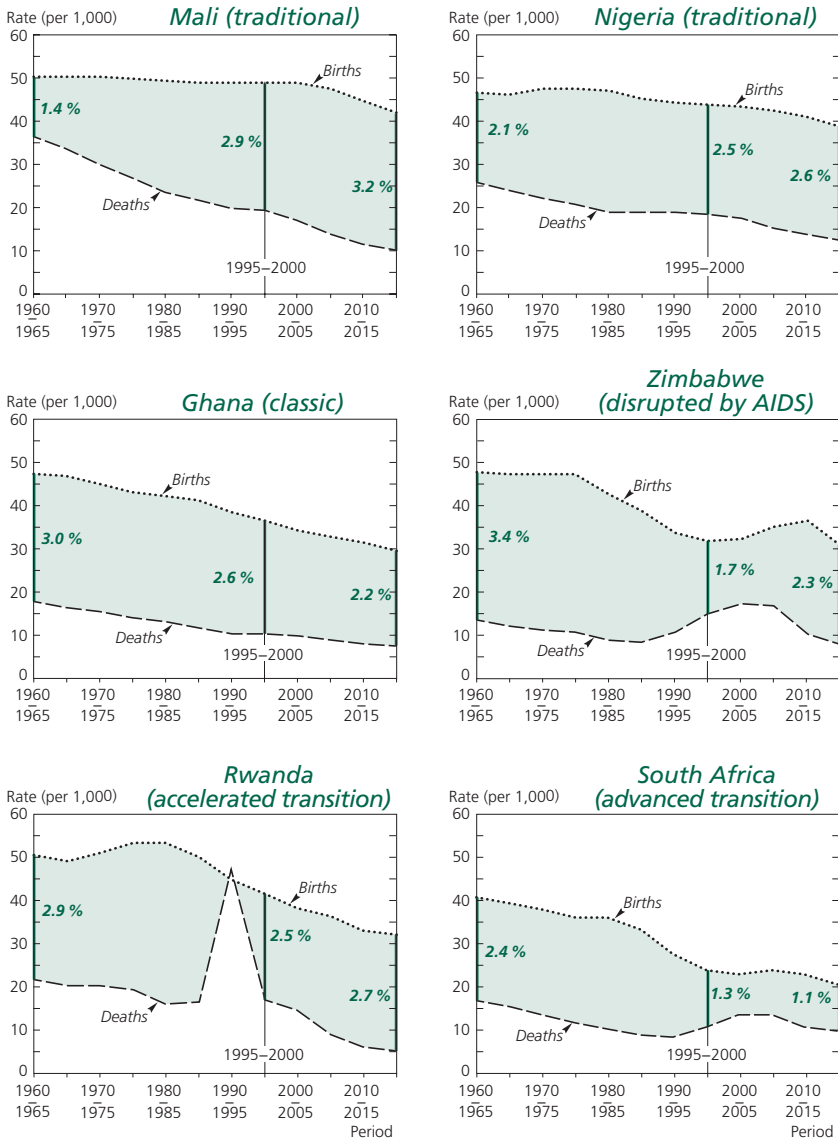 Mali (traditional)
Rate (per 1,000)
60
50
40
30
20
10
0
Births
1.4 %
2.9 %
3.2 %
Deaths
1995–2000
1960 1970 1980 1990 2000 2010
– – – – – –
1965 1975 1985 1995 2005 2015
Nigeria (traditional)
Rate (per 1,000)
60
50
40
30
20
10
0
Births
2.1 %
2.5 %
2.6 %
Deaths
1995–2000
1960 1970 1980 1990 2000 2010
– – – – – –
1965 1975 1985 1995 2005 2015
Ghana (classic)
Rate (per 1,000)
60
50
40
30
20
10
0
Births
3.0 %
2.6 %
2.2 %
Deaths
1995–2000
1960 1970 1980 1990 2000 2010
– – – – – –
1965 1975 1985 1995 2005 2015
Zimbabwe
(disrupted by AIDS)
Rate (per 1,000)
60
50
40
30
20
10
0
Births
3.4 %
1.7 %
2.3 %
Deaths
1995–2000
1960 1970 1980 1990 2000 2010
– – – – – –
1965 1975 1985 1995 2005 2015
Rwanda
(accelerated transition)
Rate (per 1,000)
60
50
40
30
20
10
0
Births
2.9 %
2.5 %
2.7 %
Deaths
1995–2000
1960 1970 1980 1990 2000 2010
– – – – – –
1965 1975 1985 1995 2005 2015
Period
South Africa
(advanced transition)
Rate (per 1,000)
60
50
40
30
20
10
0
Births
2.4 %
1.3 %
1.1 %
Deaths
1995–2000
1960 1970 1980 1990 2000 2010
– – – – – –
1965 1975 1985 1995 2005 2015
Period